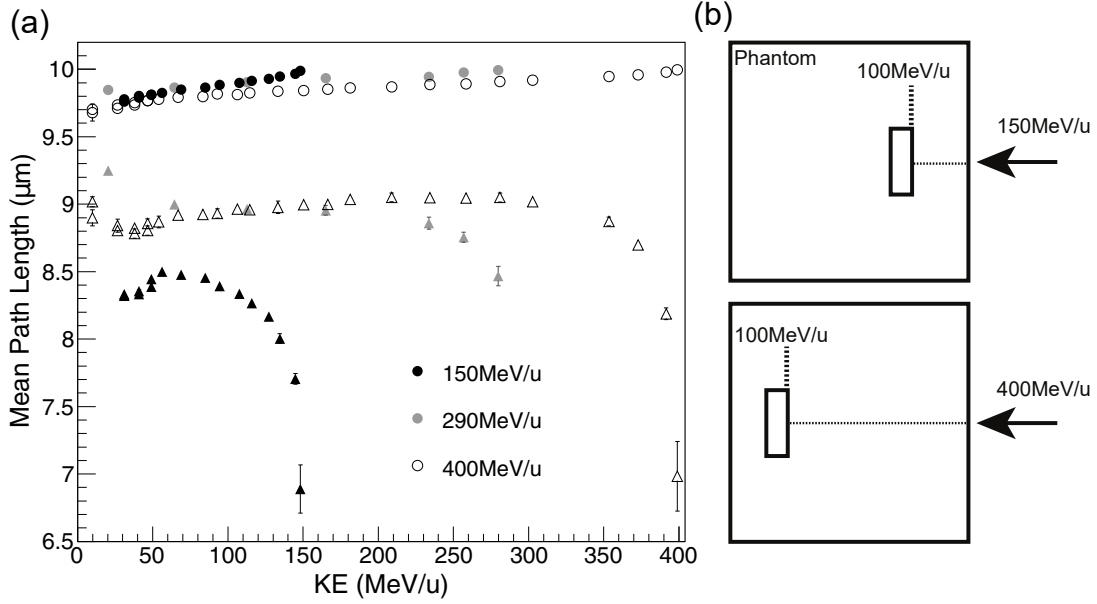 (a)
Mean Path Length (μm)
10
9.5
9
8.5
8
7.5
7
6.5
0 50 100 150 200 250 300 350 400
KE (MeV/u)
150MeV/u
290MeV/u
400MeV/u
(b)
Phantom
100MeV/u
150MeV/u
100MeV/u
400MeV/u